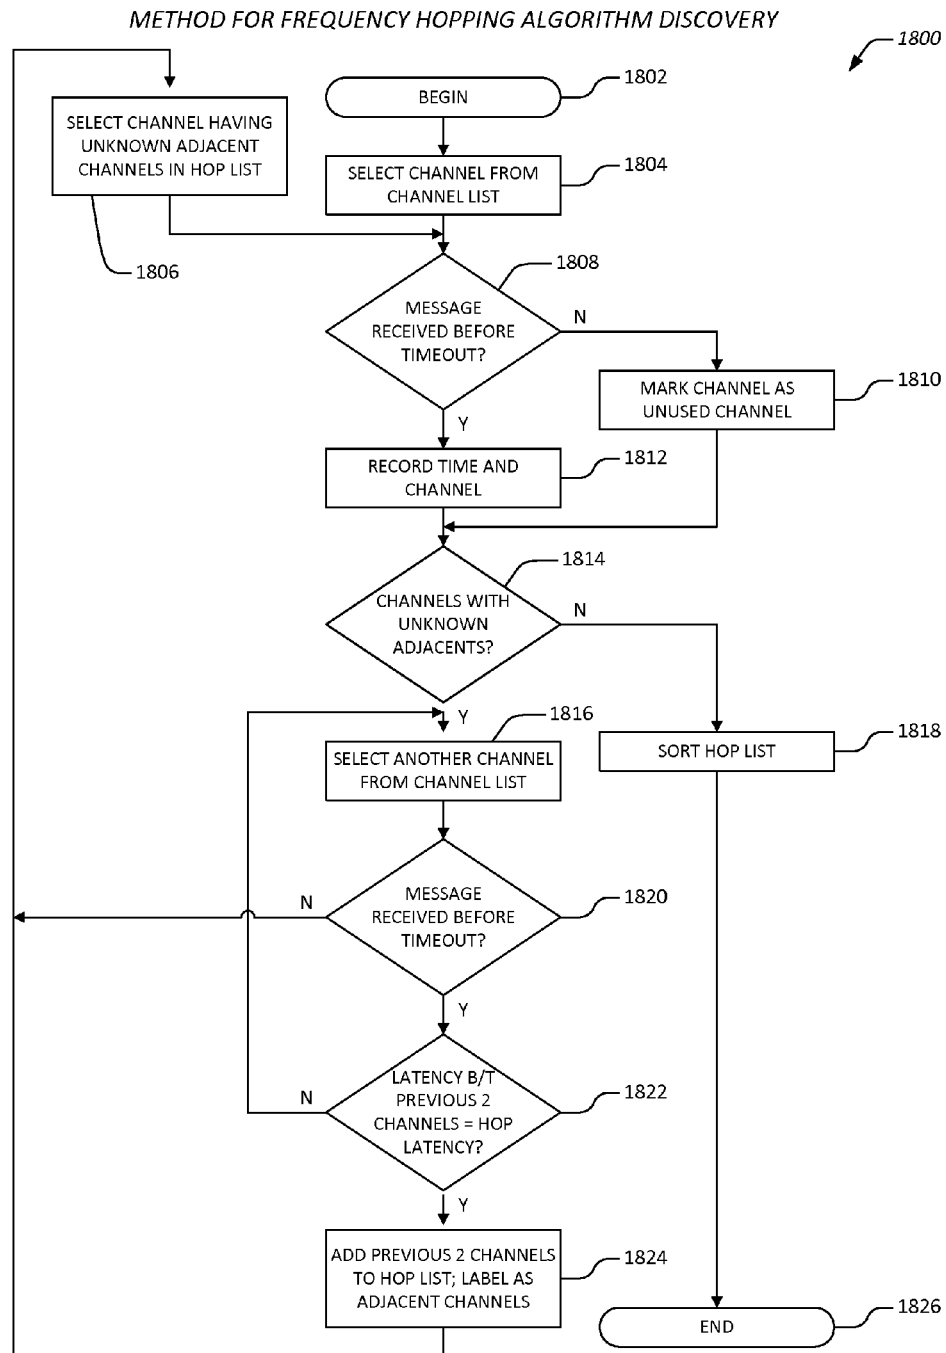 METHOD FOR FREQUENCY HOPPING ALGORITHM DISCOVERY
1800
BEGIN
1802
SELECT CHANNEL HAVING
UNKNOWN ADJACENT
CHANNELS IN HOP LIST
1806
SELECT CHANNEL FROM
CHANNEL LIST
1804
MESSAGE
RECEIVED BEFORE
TIMEOUT?
1808
N
Y
MARK CHANNEL AS
UNUSED CHANNEL
1810
RECORD TIME AND
CHANNEL
1812
CHANNELS WITH
UNKNOWN
ADJACENTS?
1814
N
Y
SELECT ANOTHER CHANNEL
FROM CHANNEL LIST
1816
SORT HOP LIST
1818
MESSAGE
RECEIVED BEFORE
TIMEOUT?
1820
N
Y
LATENCY B/T
PREVIOUS 2
CHANNELS = HOP
LATENCY?
1822
N
Y
ADD PREVIOUS 2 CHANNELS
TO HOP LIST; LABEL AS
ADJACENT CHANNELS
1824
END
1826